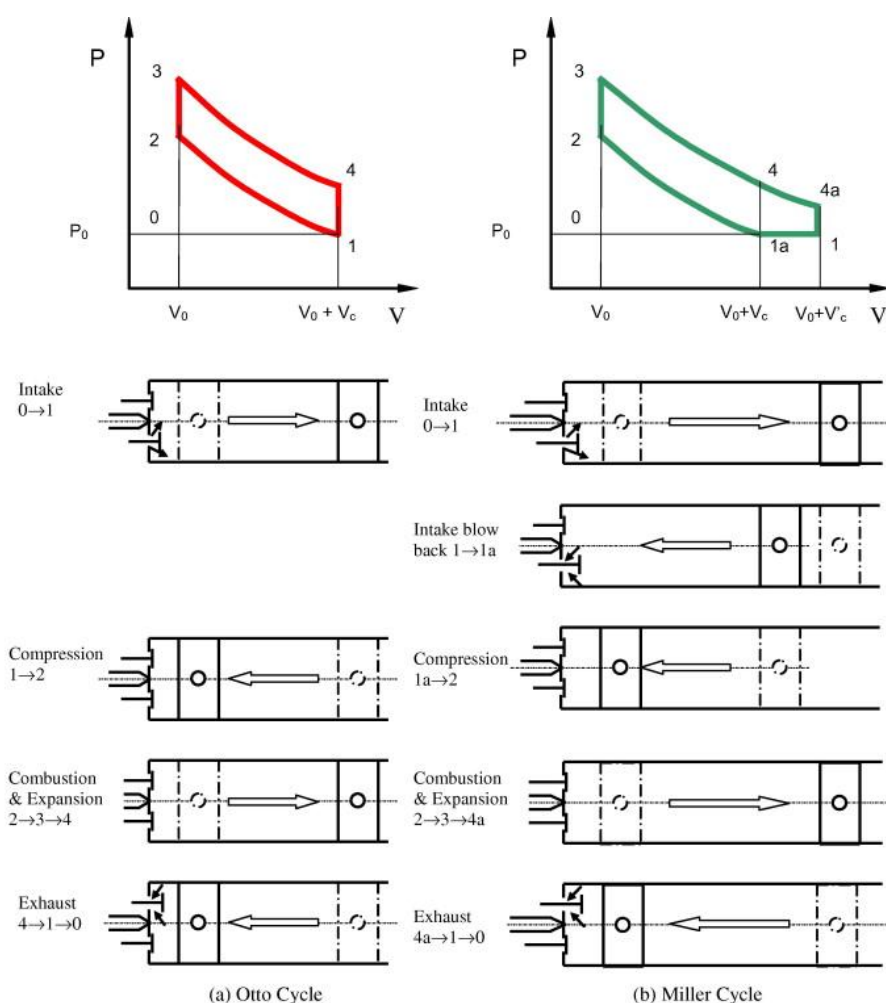 P
3
2
4
P₀
0
1
V₀
V₀ + V꜀
V
P
3
2
4
4a
P₀
0
1a
1
V₀
V₀+V꜀
V₀+V'꜀
V
Intake
0→1
Intake
0→1
Intake blow
back 1→1a
Compression
1→2
Compression
1a→2
Combustion
& Expansion
2→3→4
Combustion
& Expansion
2→3→4a
Exhaust
4→1→0
Exhaust
4a→1→0
(a) Otto Cycle
(b) Miller Cycle